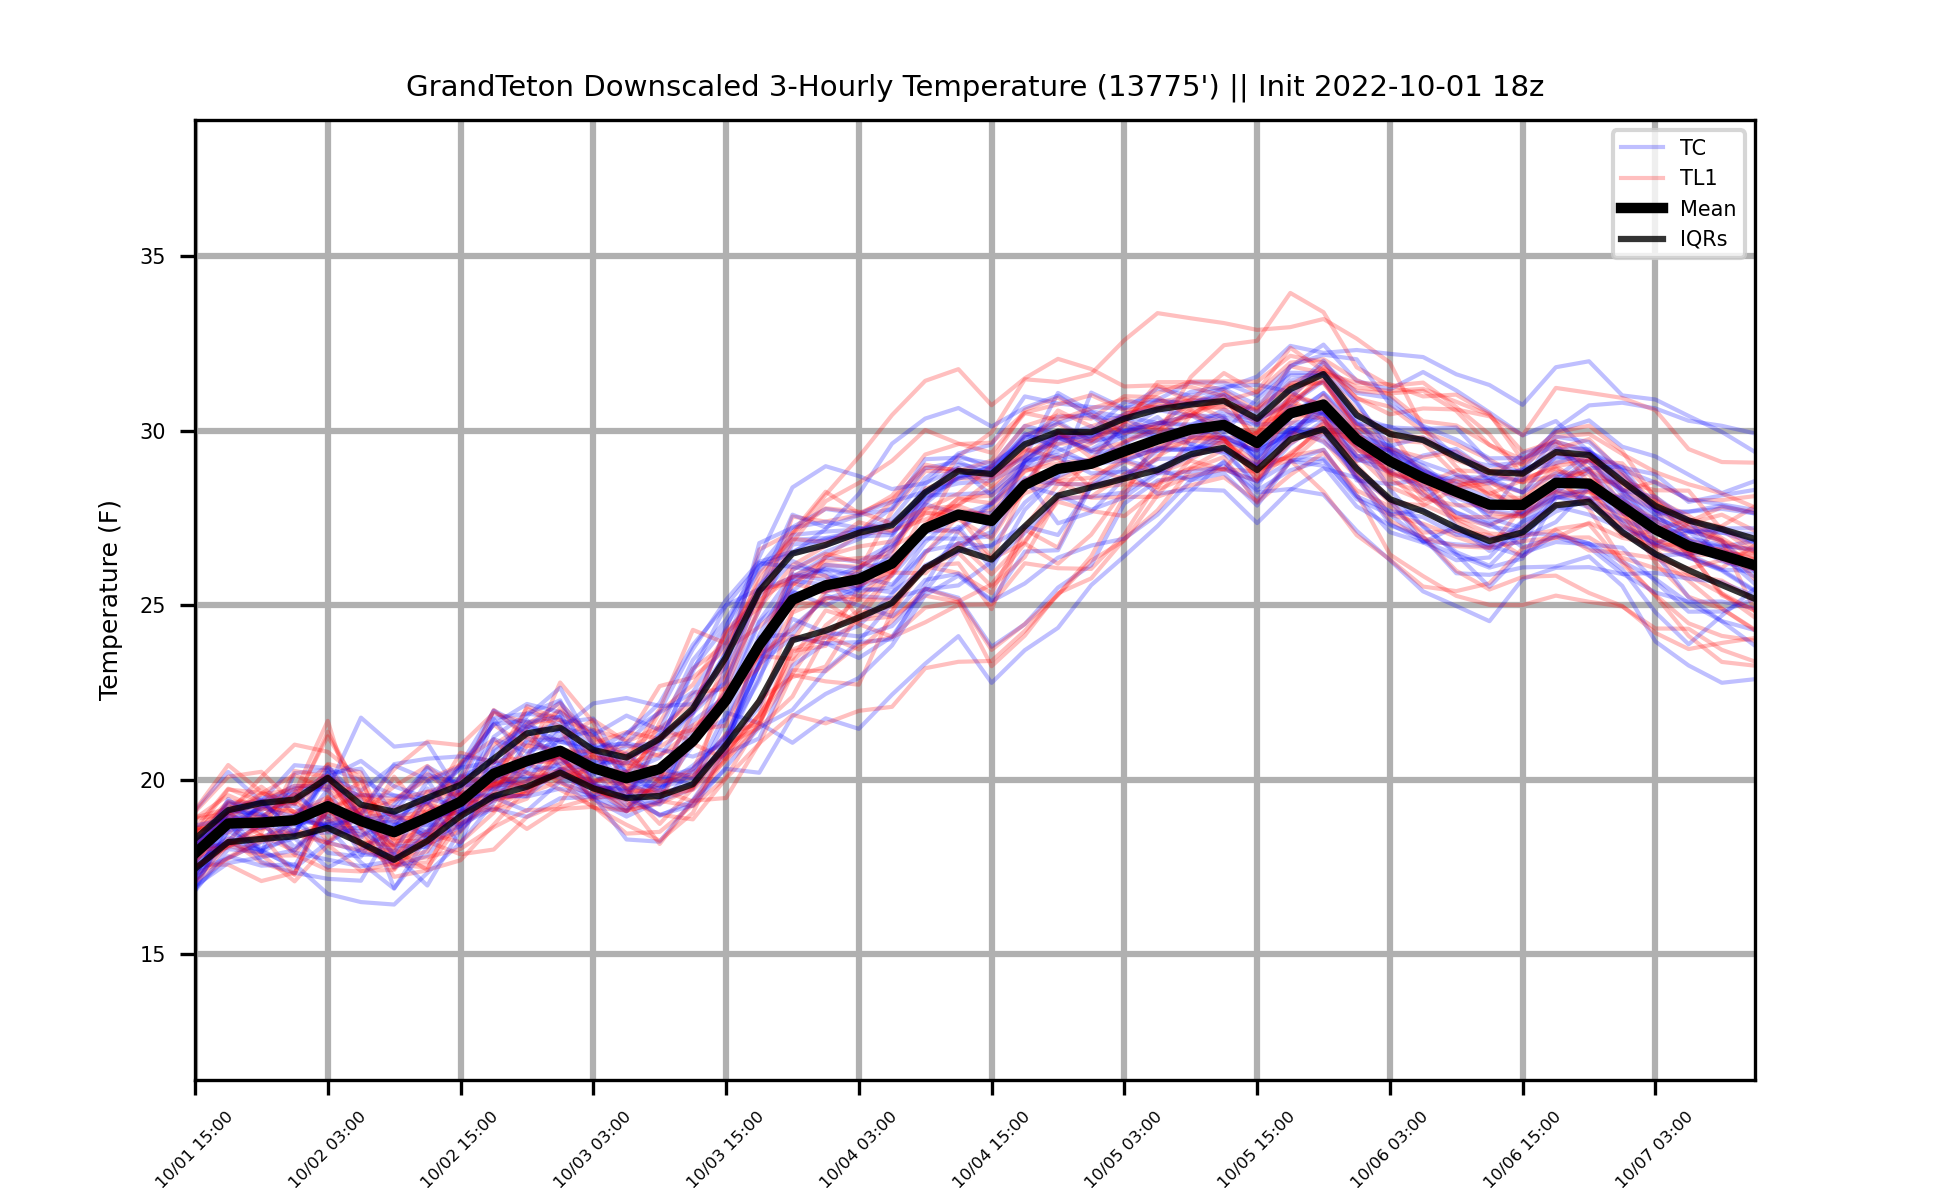 GrandTeton Downscaled 3-Hourly Temperature (13775') || Init 2022-10-01 18z
TC
TL1
Mean
IQRs
Temperature (F)
35
30
25
20
15
10/01 15:00
10/02 03:00
10/02 15:00
10/03 03:00
10/03 15:00
10/04 03:00
10/04 15:00
10/05 03:00
10/05 15:00
10/06 03:00
10/06 15:00
10/07 03:00